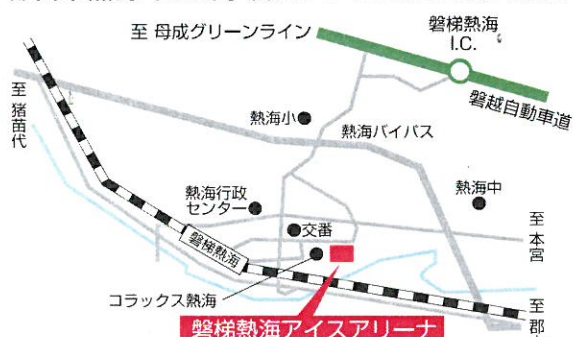 至 母成グリーンライン
磐梯熱海
I.C.
磐越自動車道
至
猪苗代
熱海小
熱海バイパス
熱海行政
センター
熱海中
交番
至
本宮
磐梯熱海
コラックス熱海
至
磐梯熱海アイスアリーナ